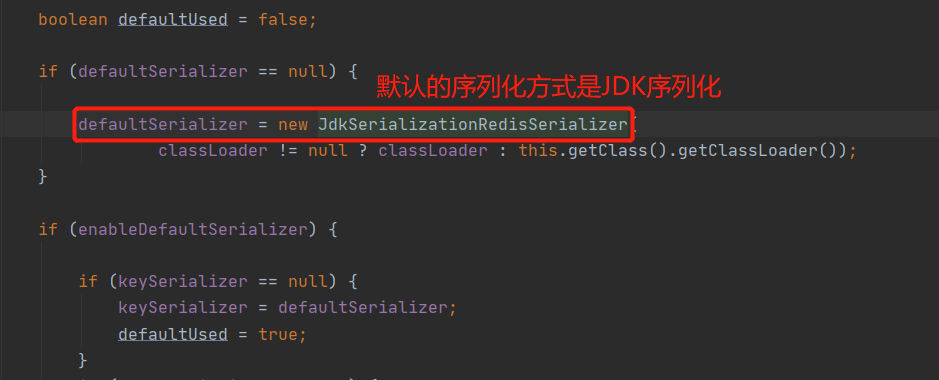 boolean defaultUsed = false;
if (defaultSerializer == null) {
默认的序列化方式是JDK序列化
defaultSerializer = new JdkSerializationRedisSerializer(
classLoader != null ? classLoader : this.getClass().getClassLoader());
}
if (enableDefaultSerializer) {
if (keySerializer == null) {
keySerializer = defaultSerializer;
defaultUsed = true;
}